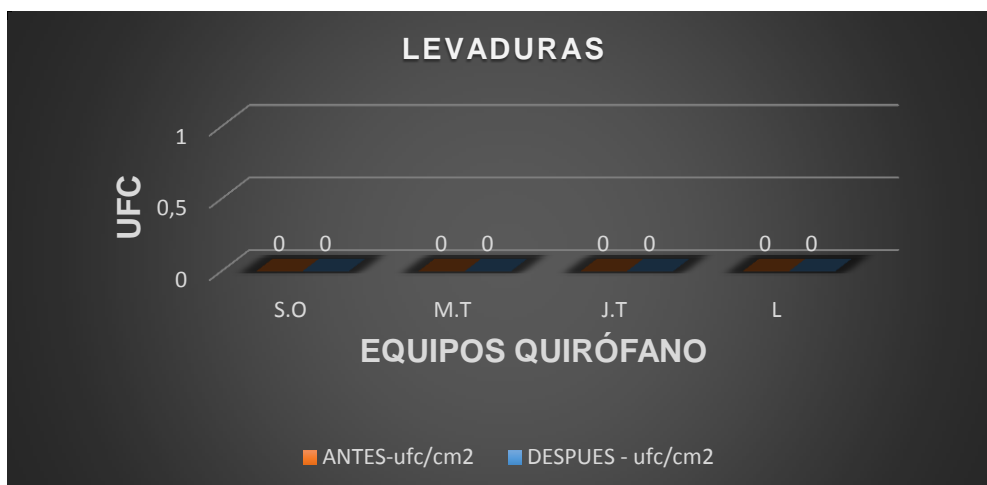 LEVADURAS
1
UFC
0,5
0 0 0 0 0 0 0 0
0
S.O M.T J.T L
EQUIPOS QUIRÓFANO
ANTES-ufc/cm2 DESPUES - ufc/cm2